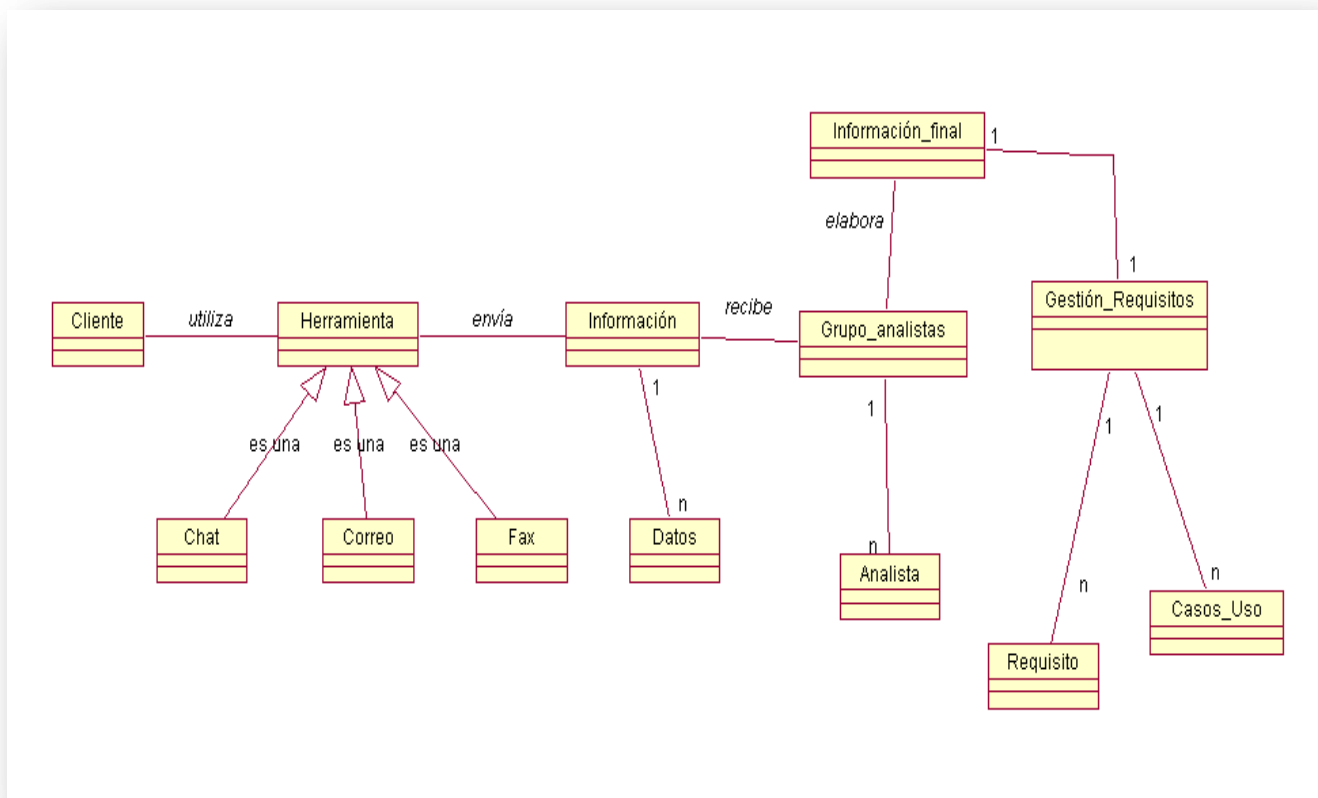 Información_final
1
elabora
1
Gestión_Requisitos
Cliente
utiliza
Herramienta
envía
Información
recibe
Grupo_analistas
1
1
1
1
es una
es una
es una
n
n
n
n
Chat
Correo
Fax
Datos
Analista
Casos_Uso
Requisito